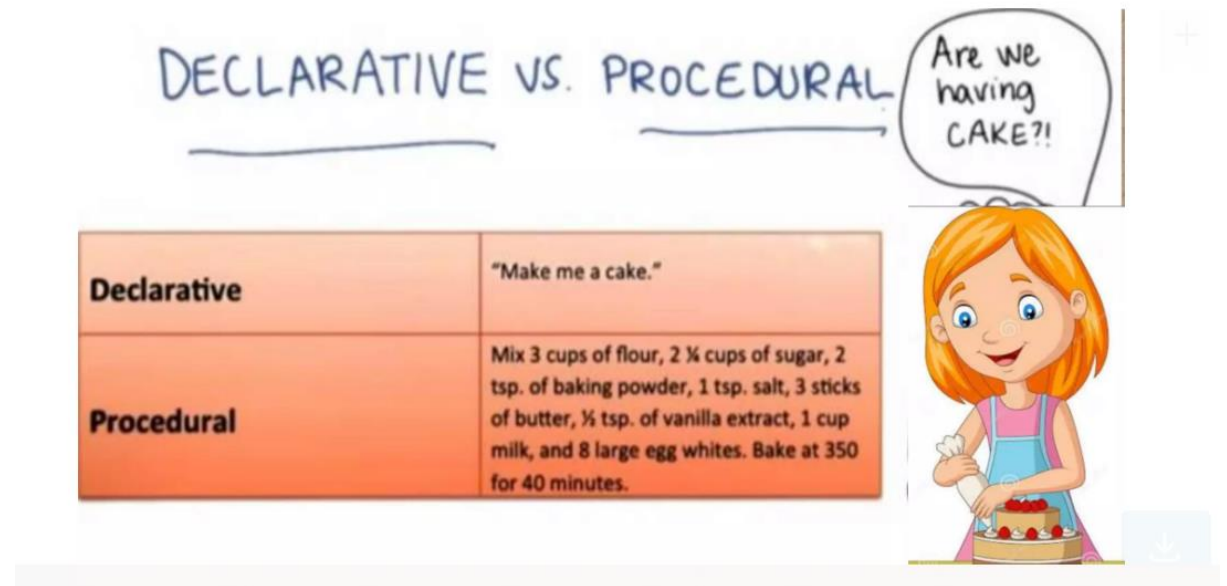 DECLARATIVE VS. PROCEDURAL
Are we
having
CAKE?!
Declarative
"Make me a cake."
Procedural
Mix 3 cups of flour, 2 ¼ cups of sugar, 2
tsp. of baking powder, 1 tsp. salt, 3 sticks
of butter, ½ tsp. of vanilla extract, 1 cup
milk, and 8 large egg whites. Bake at 350
for 40 minutes.